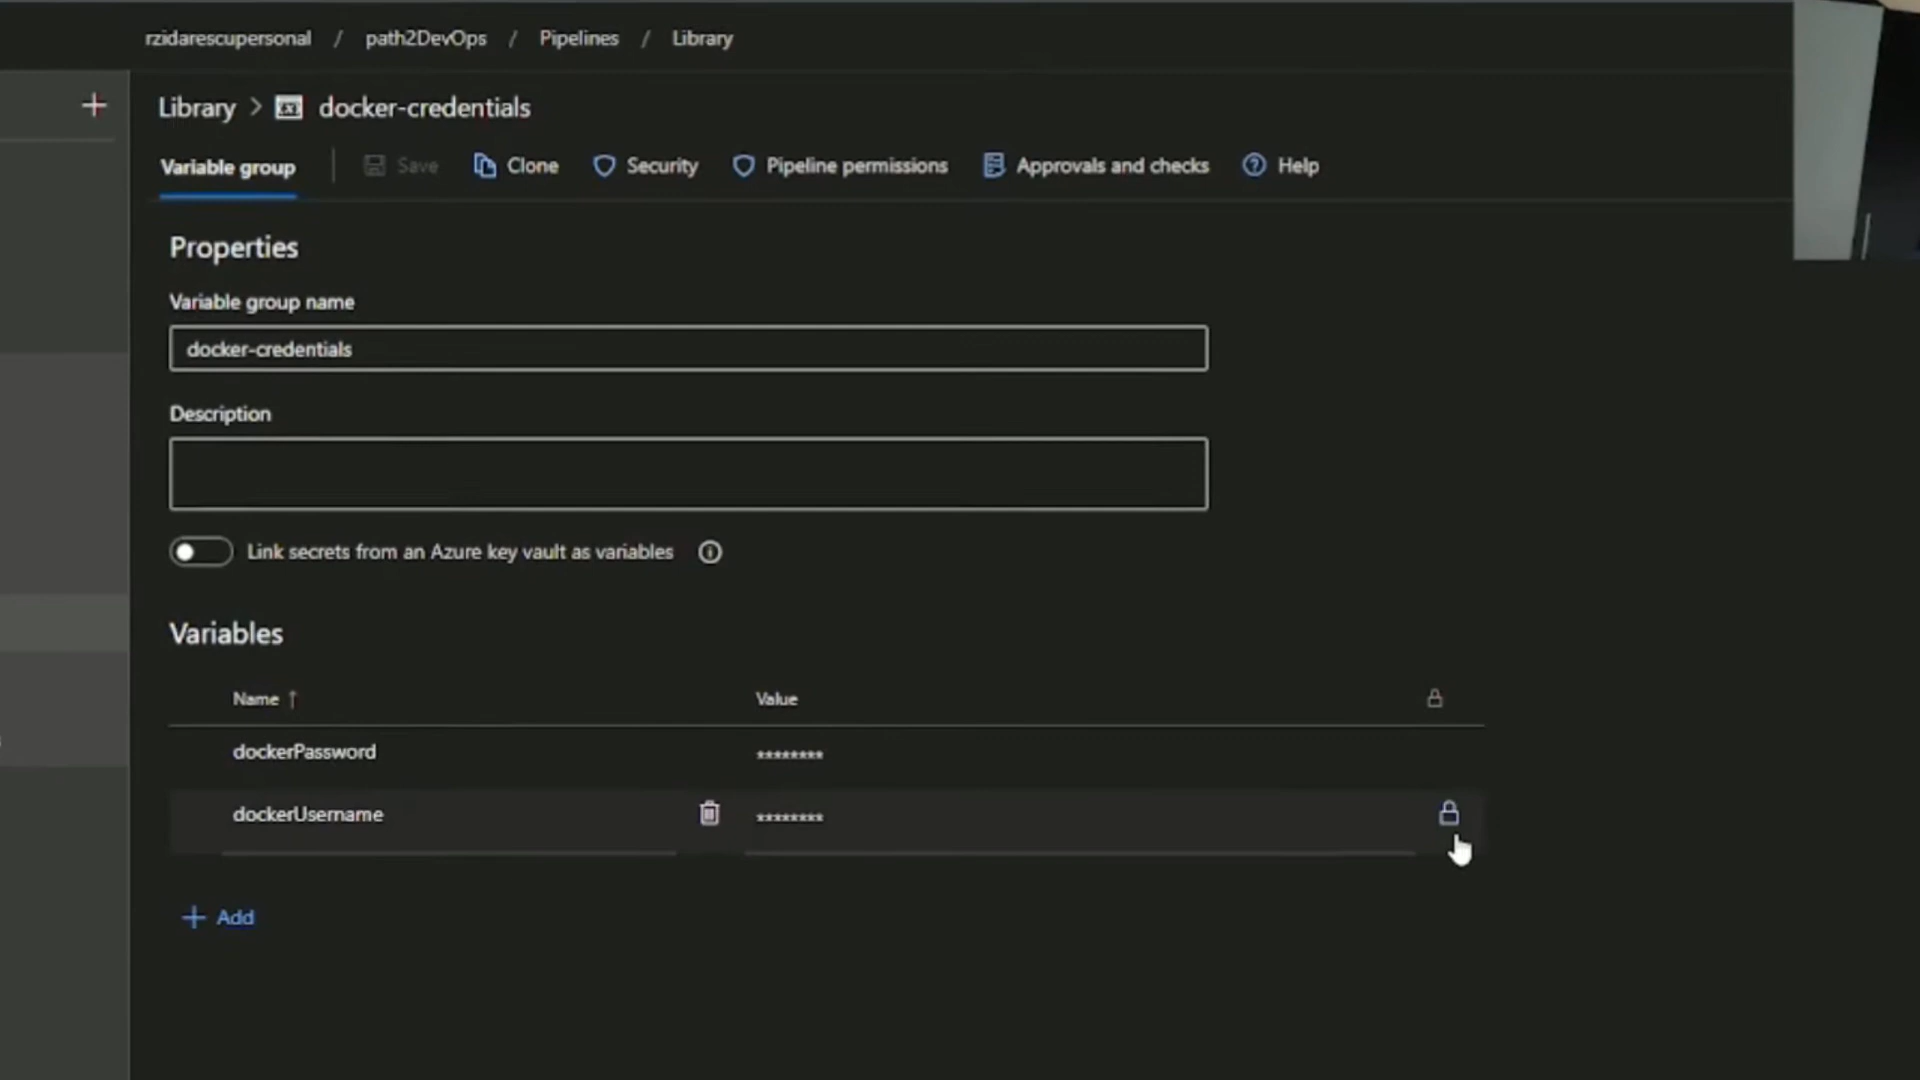 rzidarescupersonal / path2DevOps / Pipelines / Library
Library > docker-credentials
Variable group Save Clone Security Pipeline permissions Approvals and checks Help
Properties
Variable group name
docker-credentials
Description
Link secrets from an Azure key vault as variables
Variables
Name ↑ Value
dockerPassword ********
dockerUsername ********
+ Add